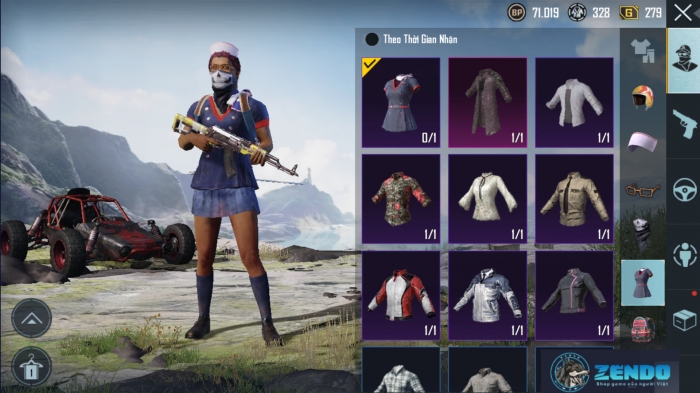 BP 71.019 328 G 279
Theo Thời Gian Nhận
0/1 1/1 1/1
1/1 1/1 1/1
1/1 1/1 1/1
ZENDO
Shop game của người Việt